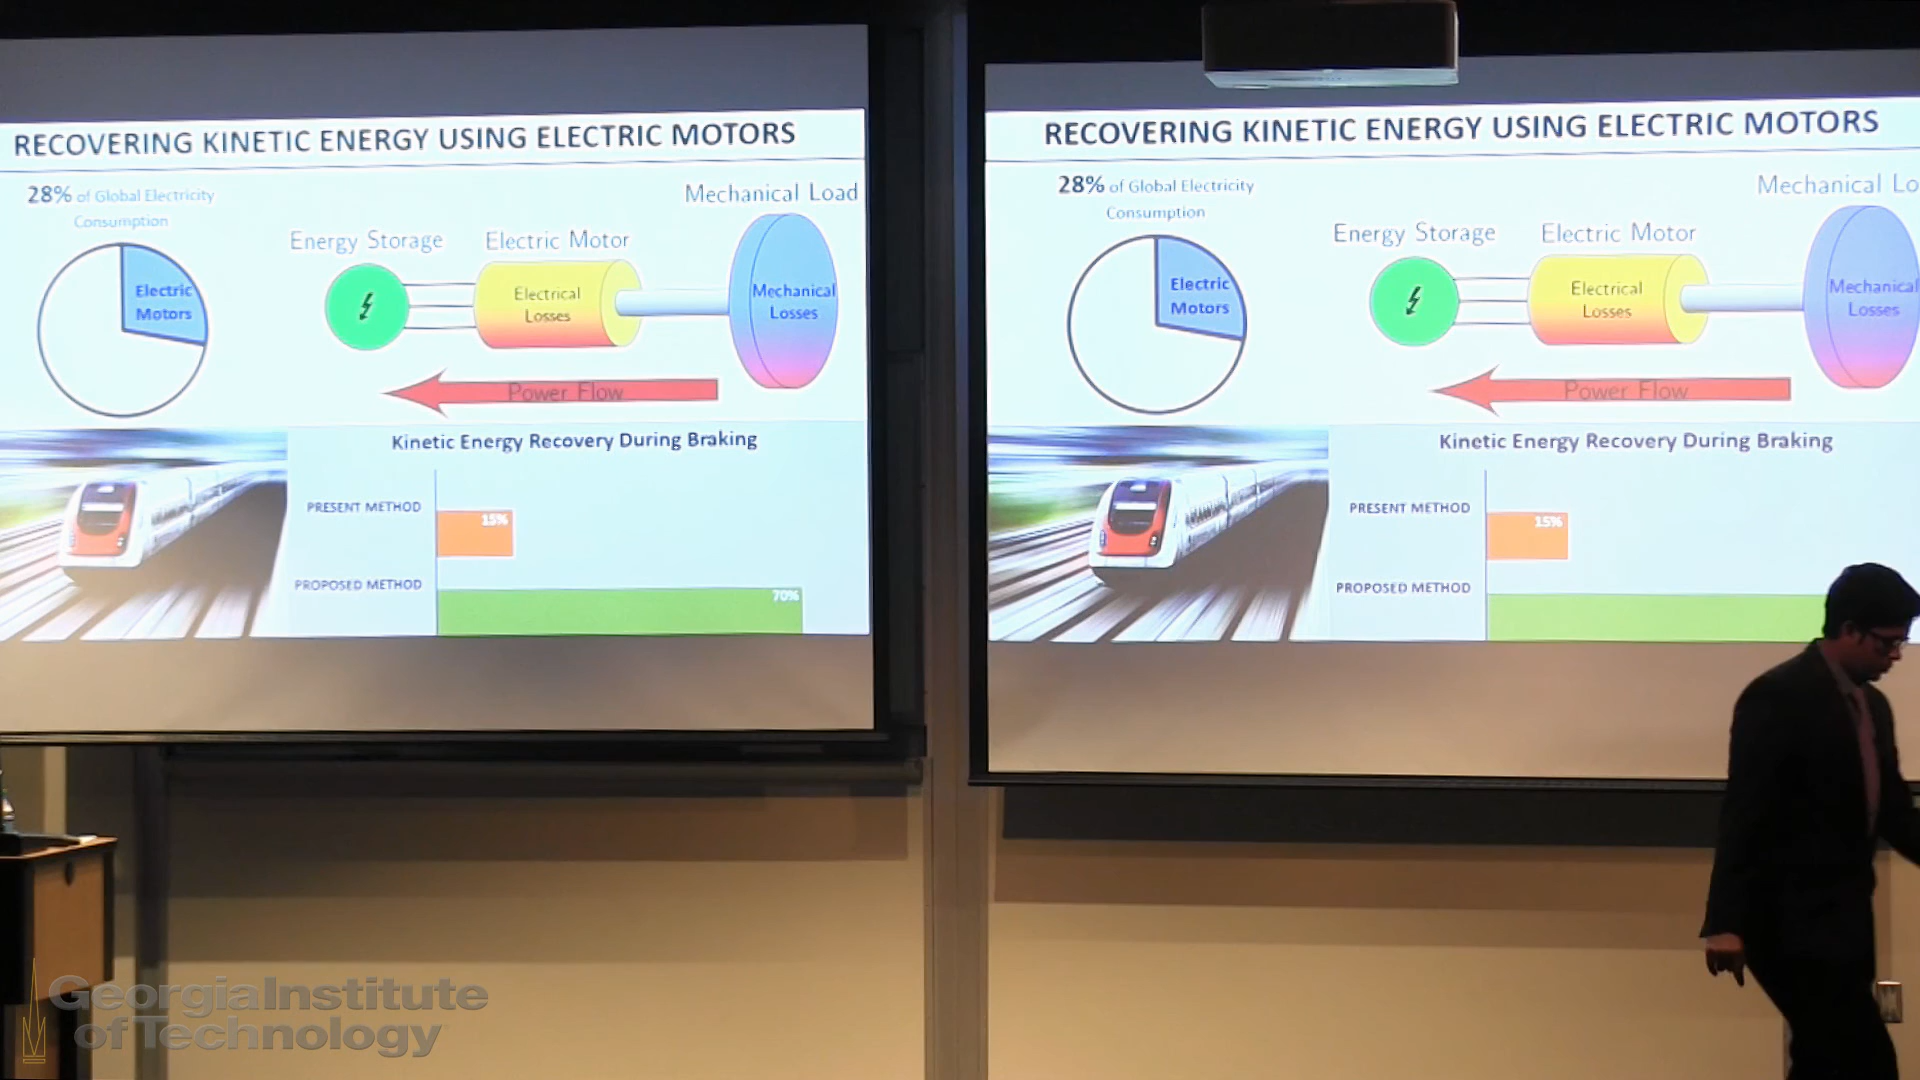 RECOVERING KINETIC ENERGY USING ELECTRIC MOTORS
28% of Global Electricity
Consumption
Electric
Motors
Energy Storage
Electric Motor
Mechanical Load
Electrical
Losses
Mechanical
Losses
Power Flow
Kinetic Energy Recovery During Braking
PRESENT METHOD
15%
PROPOSED METHOD
70%
RECOVERING KINETIC ENERGY USING ELECTRIC MOTORS
28% of Global Electricity
Consumption
Electric
Motors
Energy Storage
Electric Motor
Mechanical Lo
Electrical
Losses
Mechanical
Losses
Power Flow
Kinetic Energy Recovery During Braking
PRESENT METHOD
15%
PROPOSED METHOD
Georgia Institute
of Technology